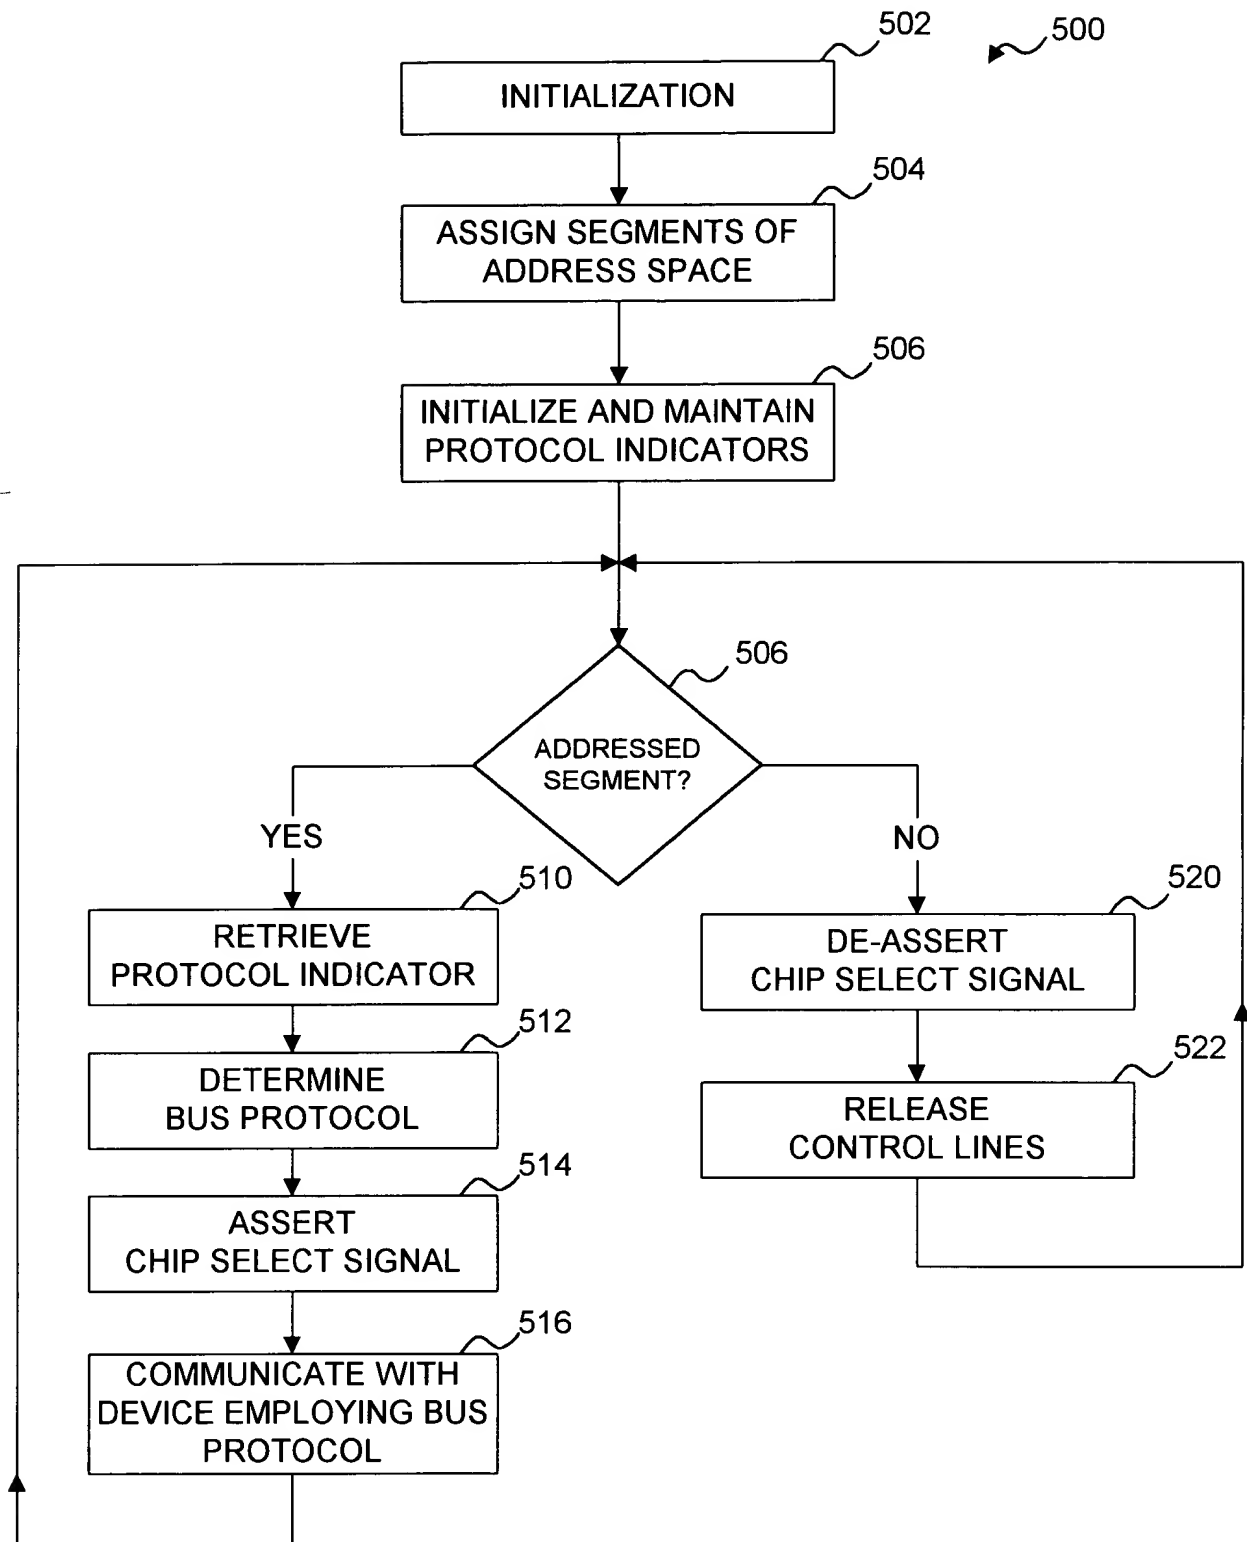 502
500
INITIALIZATION
504
ASSIGN SEGMENTS OF
ADDRESS SPACE
506
INITIALIZE AND MAINTAIN
PROTOCOL INDICATORS
506
ADDRESSED
SEGMENT?
YES
NO
510
RETRIEVE
PROTOCOL INDICATOR
520
DE-ASSERT
CHIP SELECT SIGNAL
512
DETERMINE
BUS PROTOCOL
522
RELEASE
CONTROL LINES
514
ASSERT
CHIP SELECT SIGNAL
516
COMMUNICATE WITH
DEVICE EMPLOYING BUS
PROTOCOL